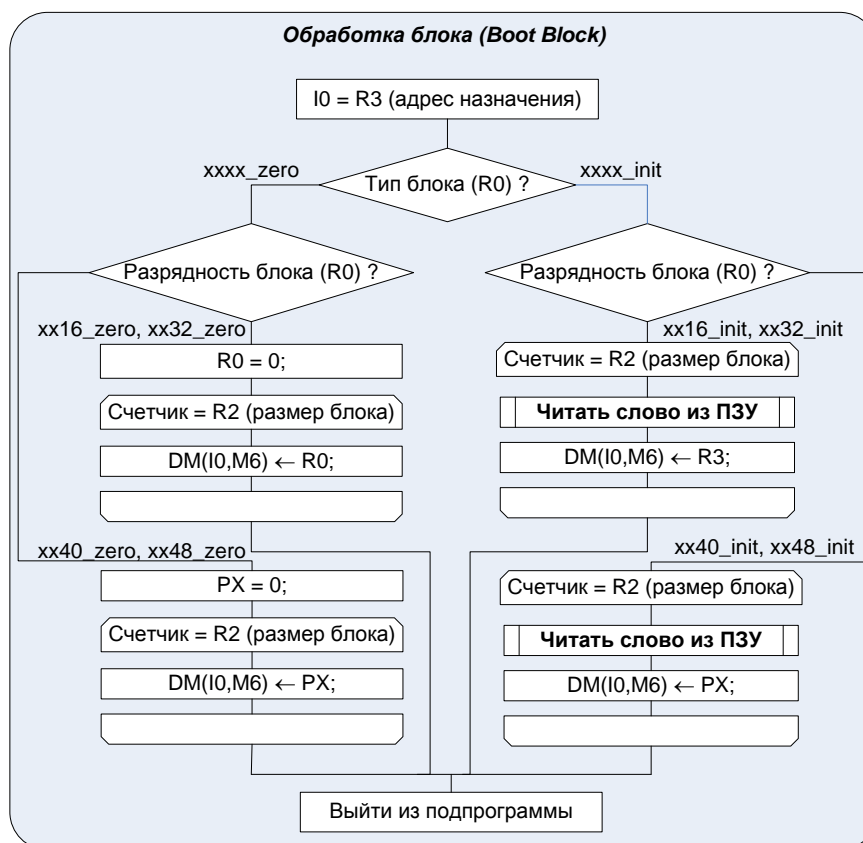 Обработка блока (Boot Block)
I0 = R3 (адрес назначения)
xxxx_zero
xxxx_init
Тип блока (R0) ?
Разрядность блока (R0) ?
Разрядность блока (R0) ?
xx16_zero, xx32_zero
xx16_init, xx32_init
R0 = 0;
Счетчик = R2 (размер блока)
Счетчик = R2 (размер блока)
Читать слово из ПЗУ
DM(I0,M6) ← R0;
DM(I0,M6) ← R3;
xx40_zero, xx48_zero
xx40_init, xx48_init
PX = 0;
Счетчик = R2 (размер блока)
Счетчик = R2 (размер блока)
Читать слово из ПЗУ
DM(I0,M6) ← PX;
DM(I0,M6) ← PX;
Выйти из подпрограммы